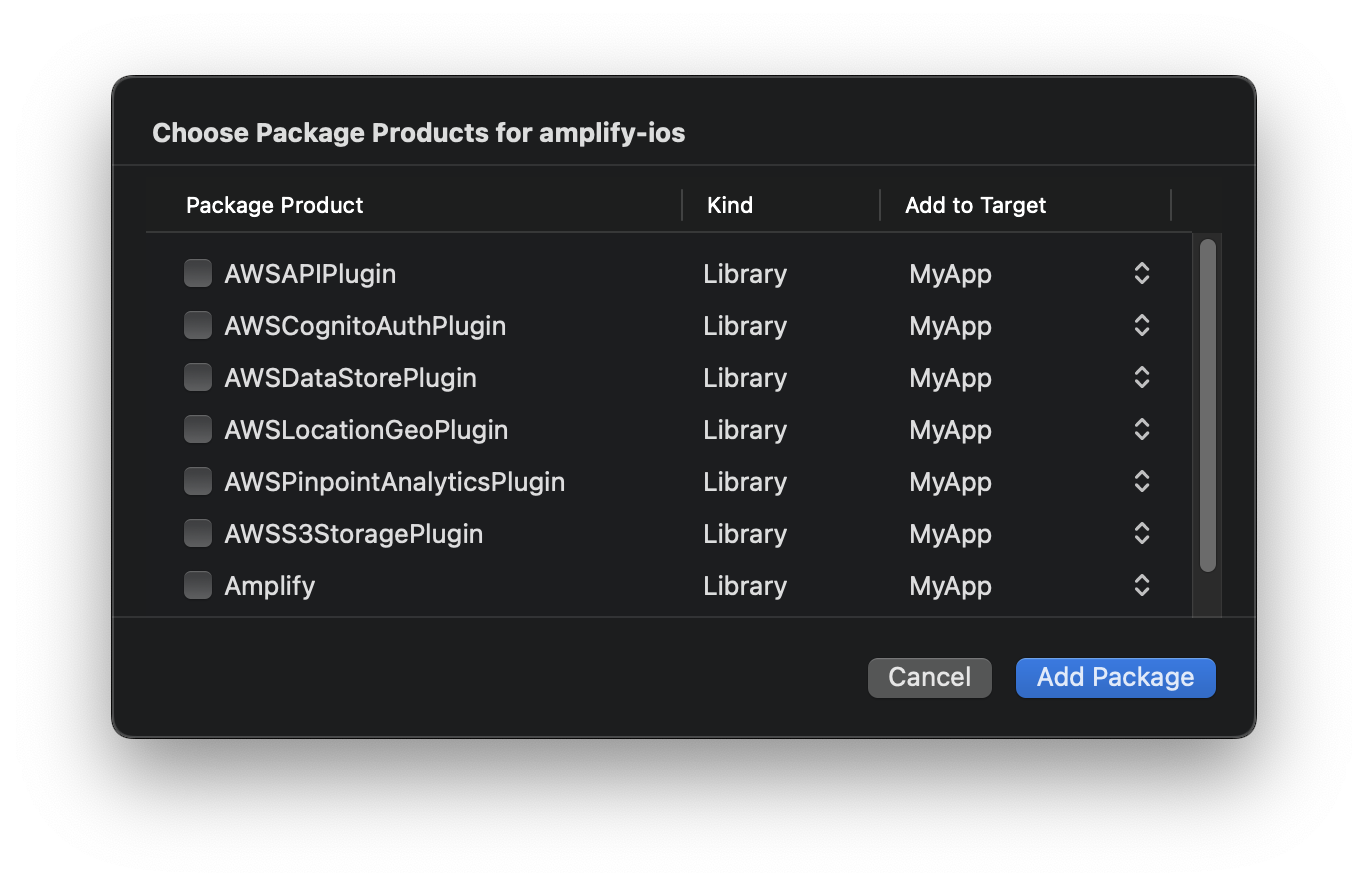 Choose Package Products for amplify-ios
Package Product Kind Add to Target
AWSAPIPlugin Library MyApp
AWSCognitoAuthPlugin Library MyApp
AWSDataStorePlugin Library MyApp
AWSLocationGeoPlugin Library MyApp
AWSPinpointAnalyticsPlugin Library MyApp
AWSS3StoragePlugin Library MyApp
Amplify Library MyApp
Cancel Add Package